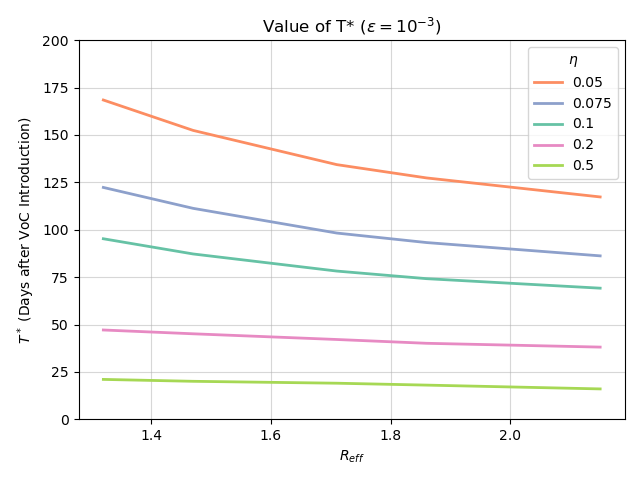 Value of T* (ε = 10⁻³)
200
175
150
125
100
75
50
25
0
T* (Days after VoC Introduction)
1.4 1.6 1.8 2.0
R_eff
η
0.05
0.075
0.1
0.2
0.5